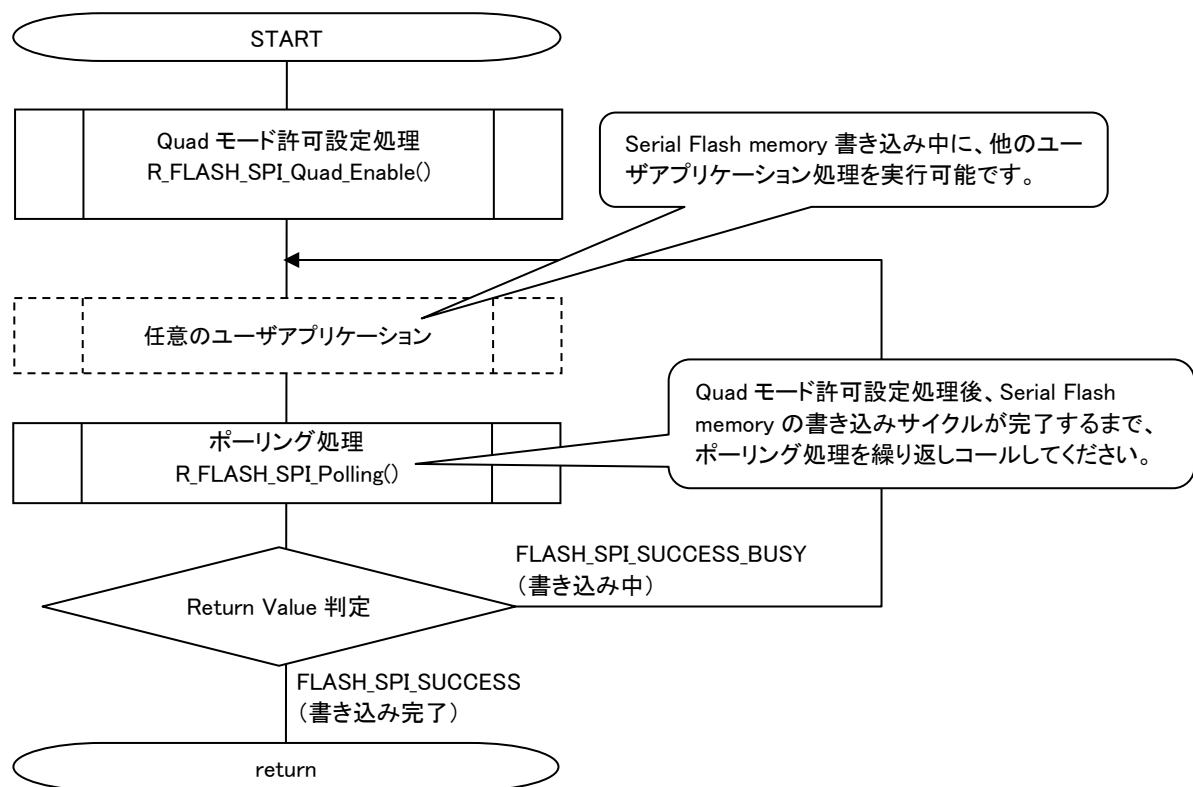 START
Quad モード許可設定処理
R_FLASH_SPI_Quad_Enable()
Serial Flash memory 書き込み中に、他のユー
ザアプリケーション処理を実行可能です。
任意のユーザアプリケーション
Quad モード許可設定処理後、Serial Flash
memory の書き込みサイクルが完了するまで、
ポーリング処理を繰り返しコールしてください。
ポーリング処理
R_FLASH_SPI_Polling()
FLASH_SPI_SUCCESS_BUSY
（書き込み中）
Return Value 判定
FLASH_SPI_SUCCESS
（書き込み完了）
return